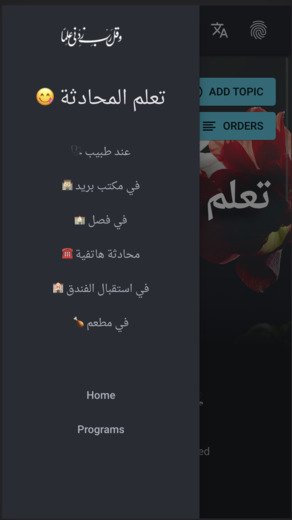 وقل رب زدني علما
تعلم المحادثة 😋
عند طبيب 🩺
في مكتب بريد 🏤
في فصل 🏫
محادثة هاتفية ☎️
في استقبال الفندق 🏩
في مطعم 🍗
Home
Programs
ADD TOPIC
ORDERS
تعلم
ed